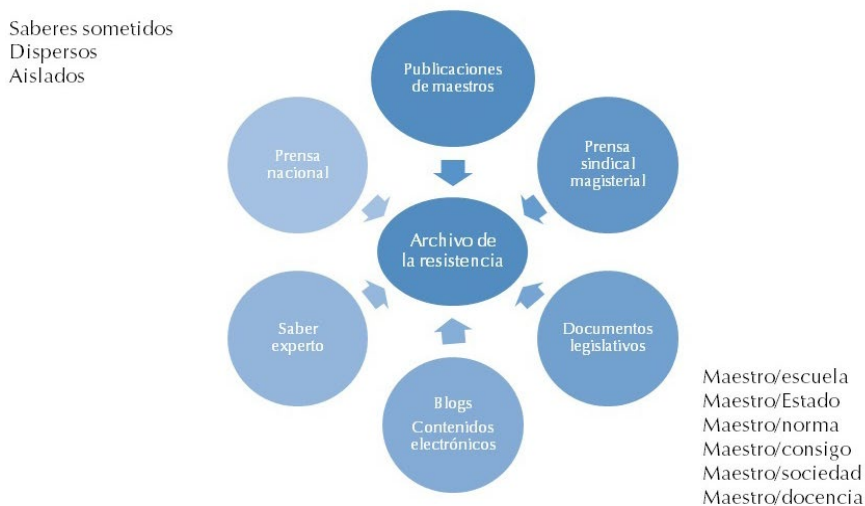 Saberes sometidos
Dispersos
Aislados
Publicaciones
de maestros
Prensa
nacional
Prensa
sindical
magisterial
Archivo de
la resistencia
Saber
experto
Documentos
legislativos
Blogs
Contenidos
electrónicos
Maestro/escuela
Maestro/Estado
Maestro/norma
Maestro/consigo
Maestro/sociedad
Maestro/docencia